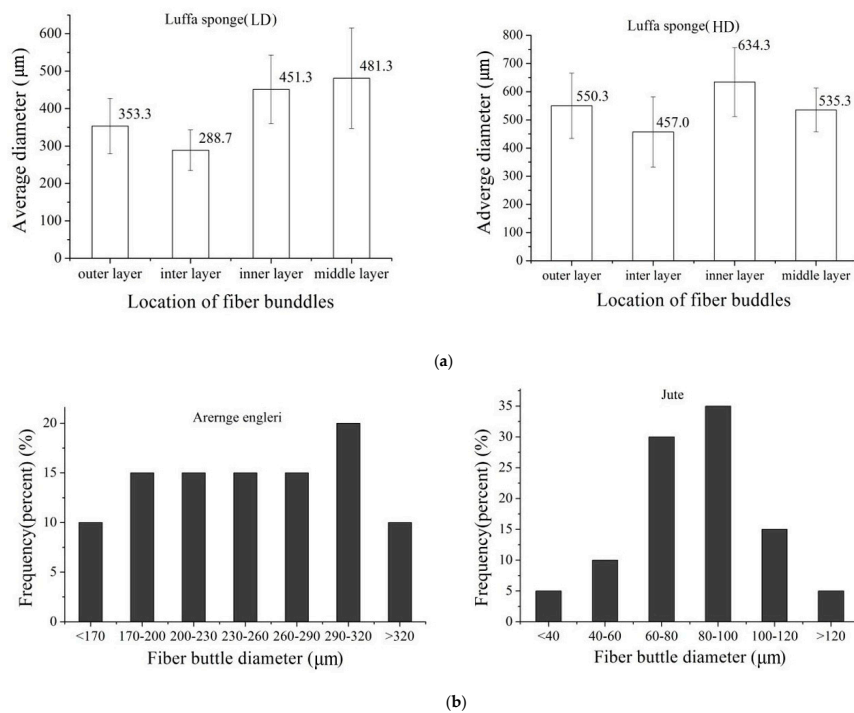 Luffa sponge(LD)
Average diameter (μm)
600
500
400
300
200
100
0
353.3
288.7
451.3
481.3
outer layer inter layer inner layer middle layer
Location of fiber bunddles
Luffa sponge(HD)
Adverge diameter (μm)
800
700
600
500
400
300
200
100
0
550.3
457.0
634.3
535.3
outer layer inter layer inner layer middle layer
Location of fiber buddles
(a)
Arernge engleri
Frequency(percent) (%)
20
15
10
5
0
<170 170-200 200-230 230-260 260-290 290-320 >320
Fiber buttle diameter (μm)
Jute
Frequency(percent) (%)
35
30
25
20
15
10
5
0
<40 40-60 60-80 80-100 100-120 >120
Fiber buttle diameter (μm)
(b)